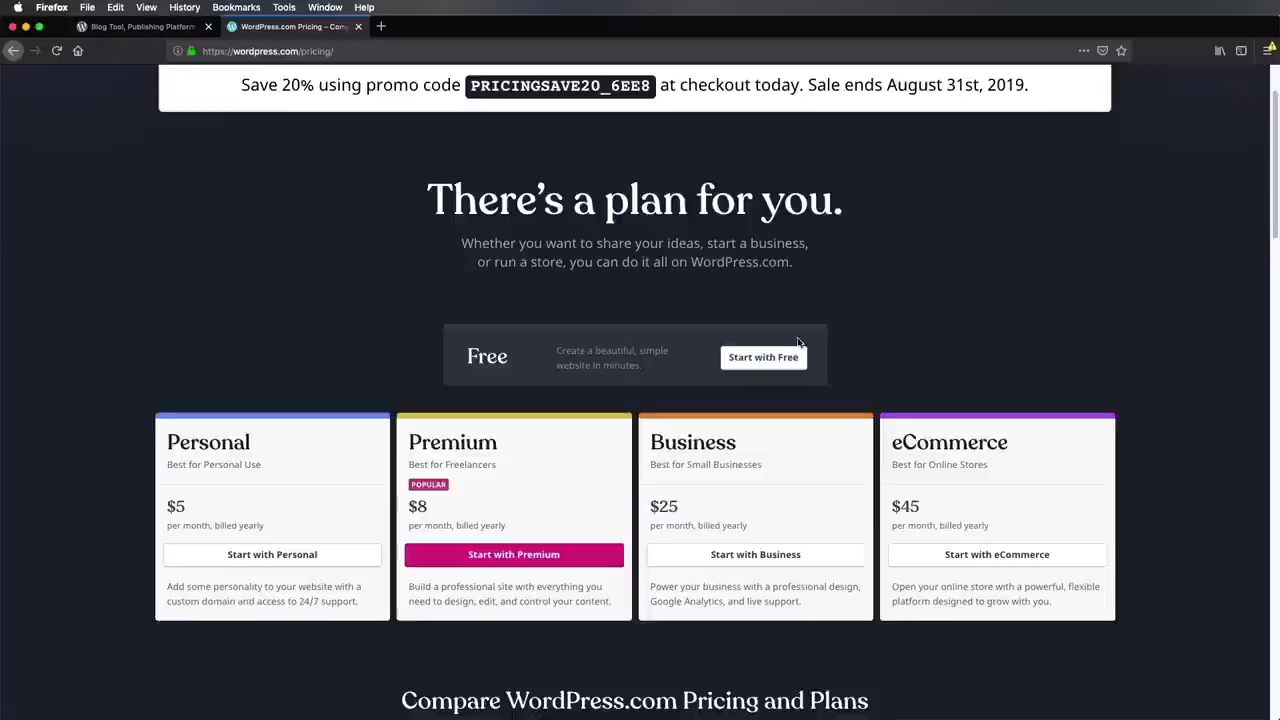 Firefox File Edit View History Bookmarks Tools Window Help
Blog Tool, Publishing Platform
WordPress.com Pricing — Com
https://wordpress.com/pricing/
Save 20% using promo code PRICINGSAVE20_6EE8 at checkout today. Sale ends August 31st, 2019.
There's a plan for you.
Whether you want to share your ideas, start a business,
or run a store, you can do it all on WordPress.com.
Free
Create a beautiful, simple
website in minutes.
Start with Free
Personal
Best for Personal Use
$5
per month, billed yearly
Start with Personal
Add some personality to your website with a
custom domain and access to 24/7 support.
Premium
Best for Freelancers
POPULAR
$8
per month, billed yearly
Start with Premium
Build a professional site with everything you
need to design, edit, and control your content.
Business
Best for Small Businesses
$25
per month, billed yearly
Start with Business
Power your business with a professional design,
Google Analytics, and live support.
eCommerce
Best for Online Stores
$45
per month, billed yearly
Start with eCommerce
Open your online store with a powerful, flexible
platform designed to grow with you.
Compare WordPress.com Pricing and Plans